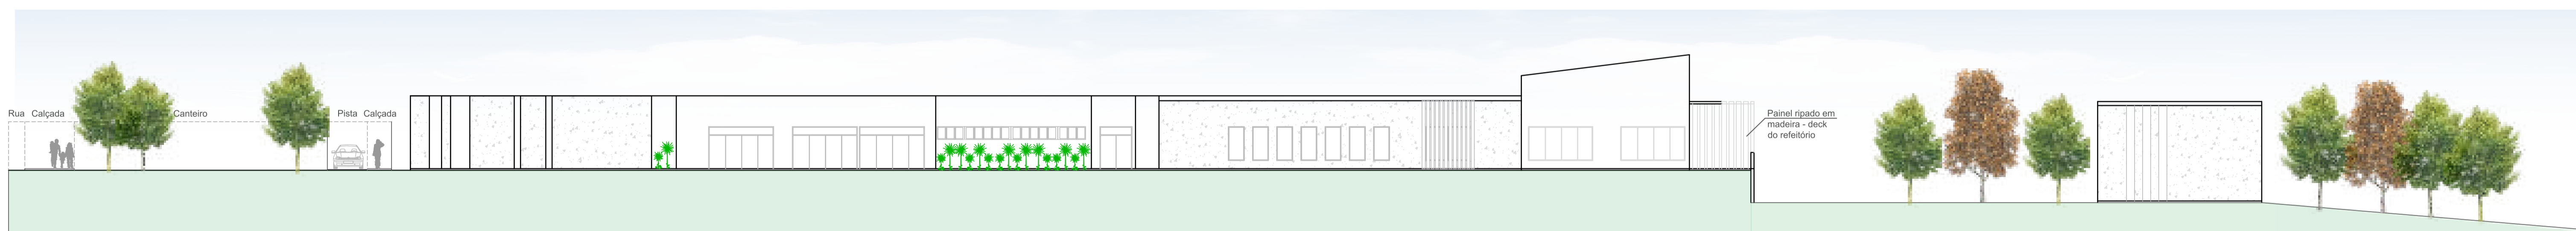 Rua Calçada Canteiro Pista Calçada
Painel ripado em
madeira - deck
do refeitório